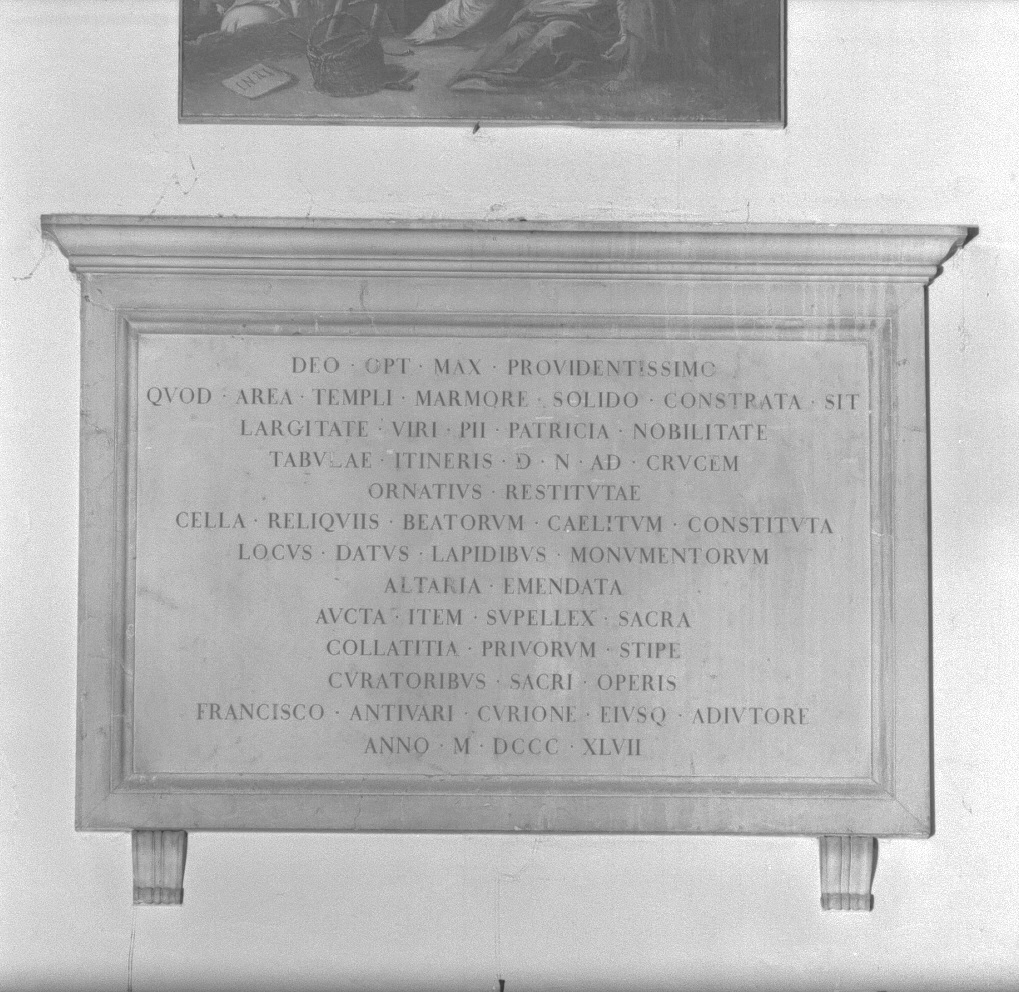 INRI
DEO · OPT · MAX · PROVIDENTISSIMO
QVOD · AREA · TEMPLI · MARMORE · SOLIDO · CONSTRATA · SIT
LARGITATE · VIRI · PII · PATRICIA · NOBILITATE
TABVLAE · ITINERIS · D · N · AD · CRVCEM
ORNATIVS · RESTITVTAE
CELLA · RELIQVIIS · BEATORVM · CAELITVM · CONSTITVTA
LOCVS · DATVS · LAPIDIBVS · MONVMENTORVM
ALTARIA · EMENDATA
AVCTA · ITEM · SVPELLEX · SACRA
COLLATITIA · PRIVORVM · STIPE
CVRATORIBVS · SACRI · OPERIS
FRANCISCO · ANTIVARI · CVRIONE · EIVSQ · ADIVTORE
ANNO · M · DCCC · XLVII